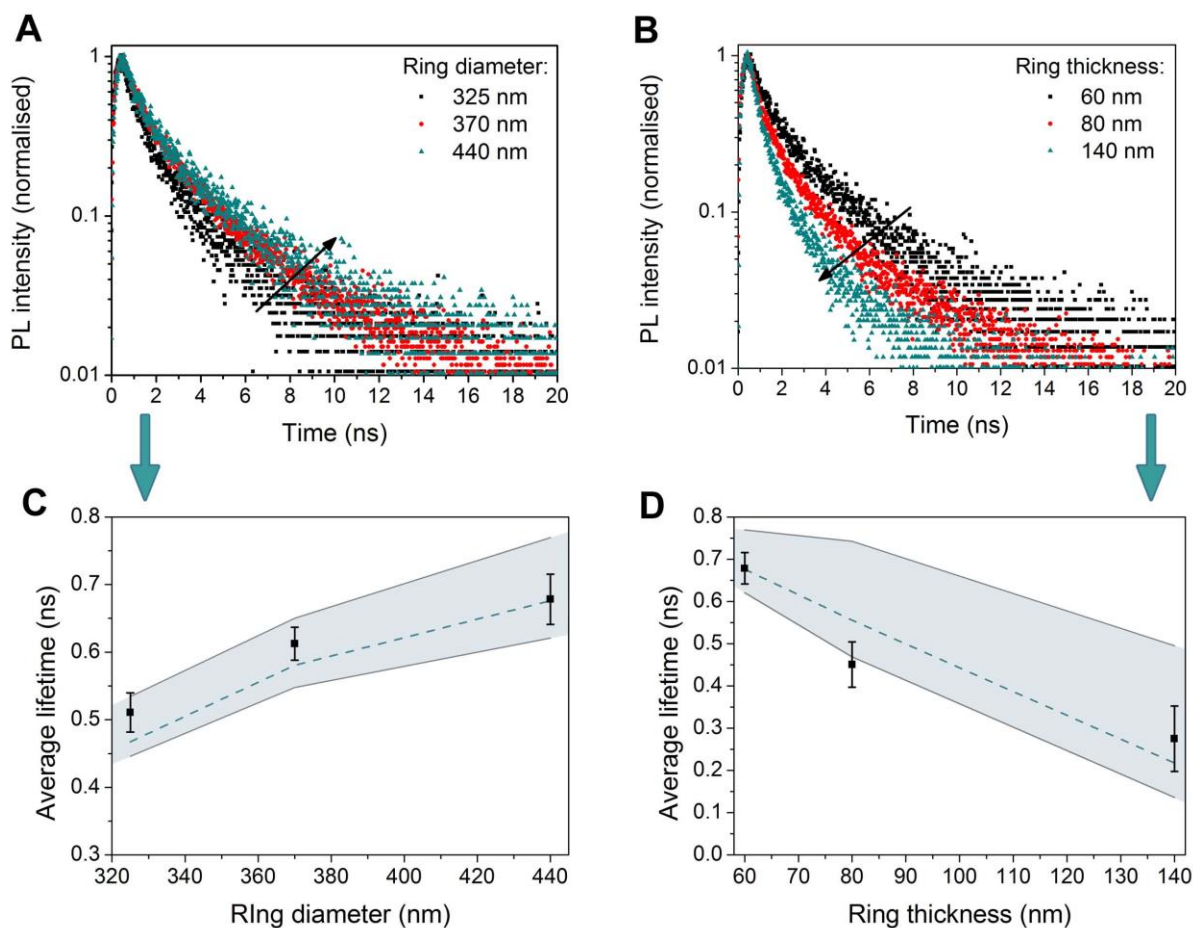 A
PL intensity (normalised)
1
0.1
0.01
Ring diameter:
325 nm
370 nm
440 nm
0 2 4 6 8 10 12 14 16 18 20
Time (ns)
B
PL intensity (normalised)
1
0.1
0.01
Ring thickness:
60 nm
80 nm
140 nm
0 2 4 6 8 10 12 14 16 18 20
Time (ns)
C
Average lifetime (ns)
0.8
0.7
0.6
0.5
0.4
0.3
320 340 360 380 400 420 440
RIng diameter (nm)
D
Average lifetime (ns)
0.8
0.7
0.6
0.5
0.4
0.3
0.2
0.1
0.0
60 70 80 90 100 110 120 130 140
Ring thickness (nm)